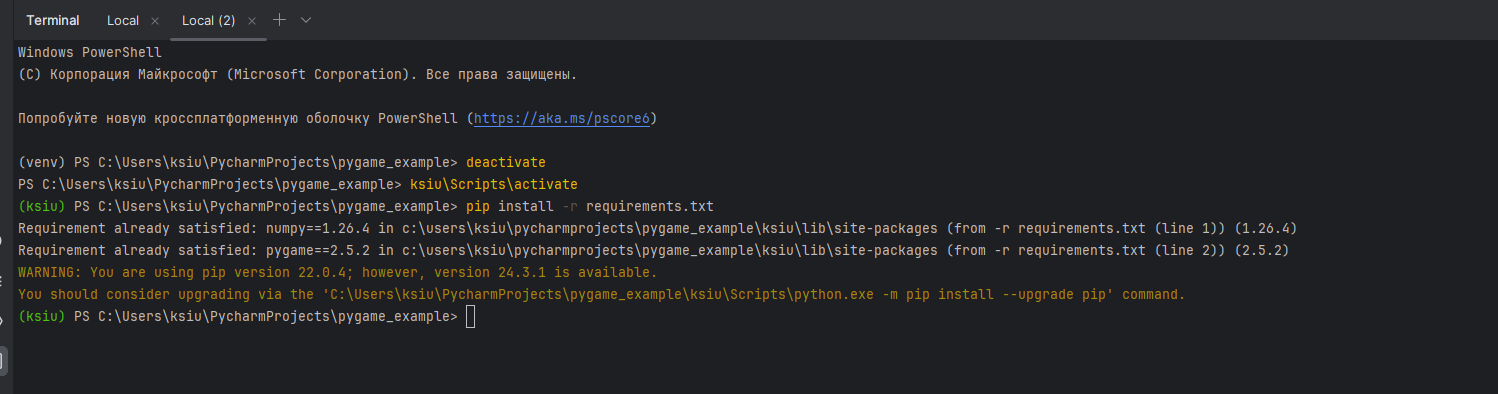 Terminal Local × Local (2) ×
Windows PowerShell
(C) Корпорация Майкрософт (Microsoft Corporation). Все права защищены.
Попробуйте новую кроссплатформенную оболочку PowerShell (https://aka.ms/pscore6)
(venv) PS C:\Users\ksiu\PycharmProjects\pygame_example> deactivate
PS C:\Users\ksiu\PycharmProjects\pygame_example> ksiu\Scripts\activate
(ksiu) PS C:\Users\ksiu\PycharmProjects\pygame_example> pip install -r requirements.txt
Requirement already satisfied: numpy==1.26.4 in c:\users\ksiu\pycharmprojects\pygame_example\ksiu\lib\site-packages (from -r requirements.txt (line 1)) (1.26.4)
Requirement already satisfied: pygame==2.5.2 in c:\users\ksiu\pycharmprojects\pygame_example\ksiu\lib\site-packages (from -r requirements.txt (line 2)) (2.5.2)
WARNING: You are using pip version 22.0.4; however, version 24.3.1 is available.
You should consider upgrading via the 'C:\Users\ksiu\PycharmProjects\pygame_example\ksiu\Scripts\python.exe -m pip install --upgrade pip' command.
(ksiu) PS C:\Users\ksiu\PycharmProjects\pygame_example>